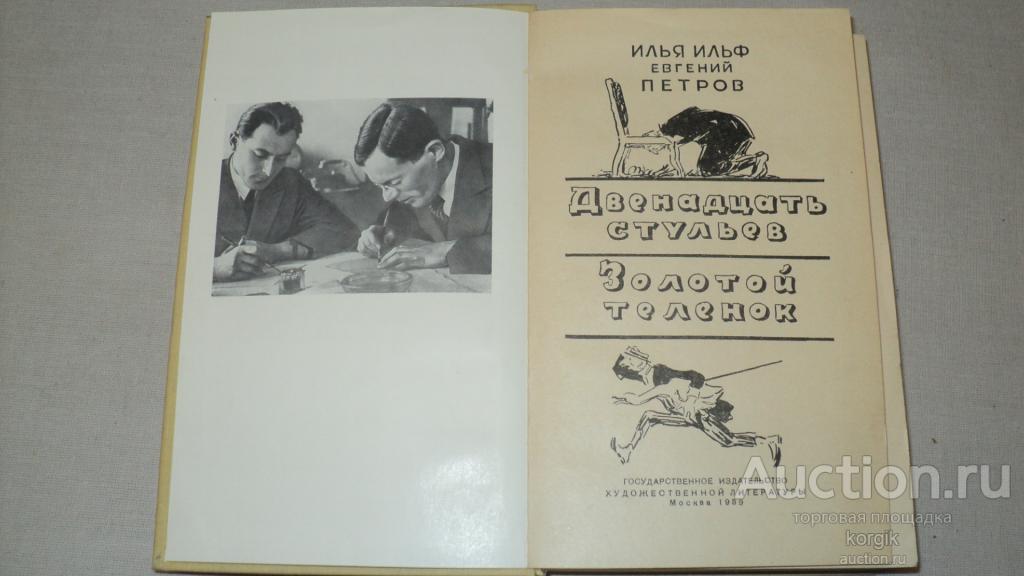 ИЛЬЯ ИЛЬФ
ЕВГЕНИЙ
ПЕТРОВ
Двенадцать
стульев
Золотой
теленок
ГОСУДАРСТВЕННОЕ ИЗДАТЕЛЬСТВО
ХУДОЖЕСТВЕННОЙ ЛИТЕРАТУРЫ
Москва
Auction.ru
торговая площадка
korgik
auction.ru